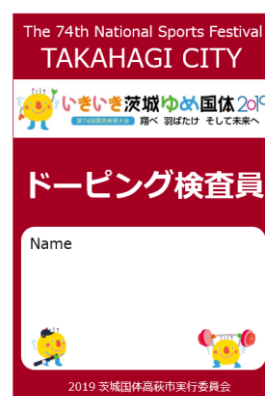 The 74th National Sports Festival
TAKAHAGI CITY
いきいき茨城ゆめ国体2019
第74回国民体育大会 翔べ 羽ばたけ そして未来へ
ドーピング検査員
Name
2019 茨城国体高萩市実行委員会